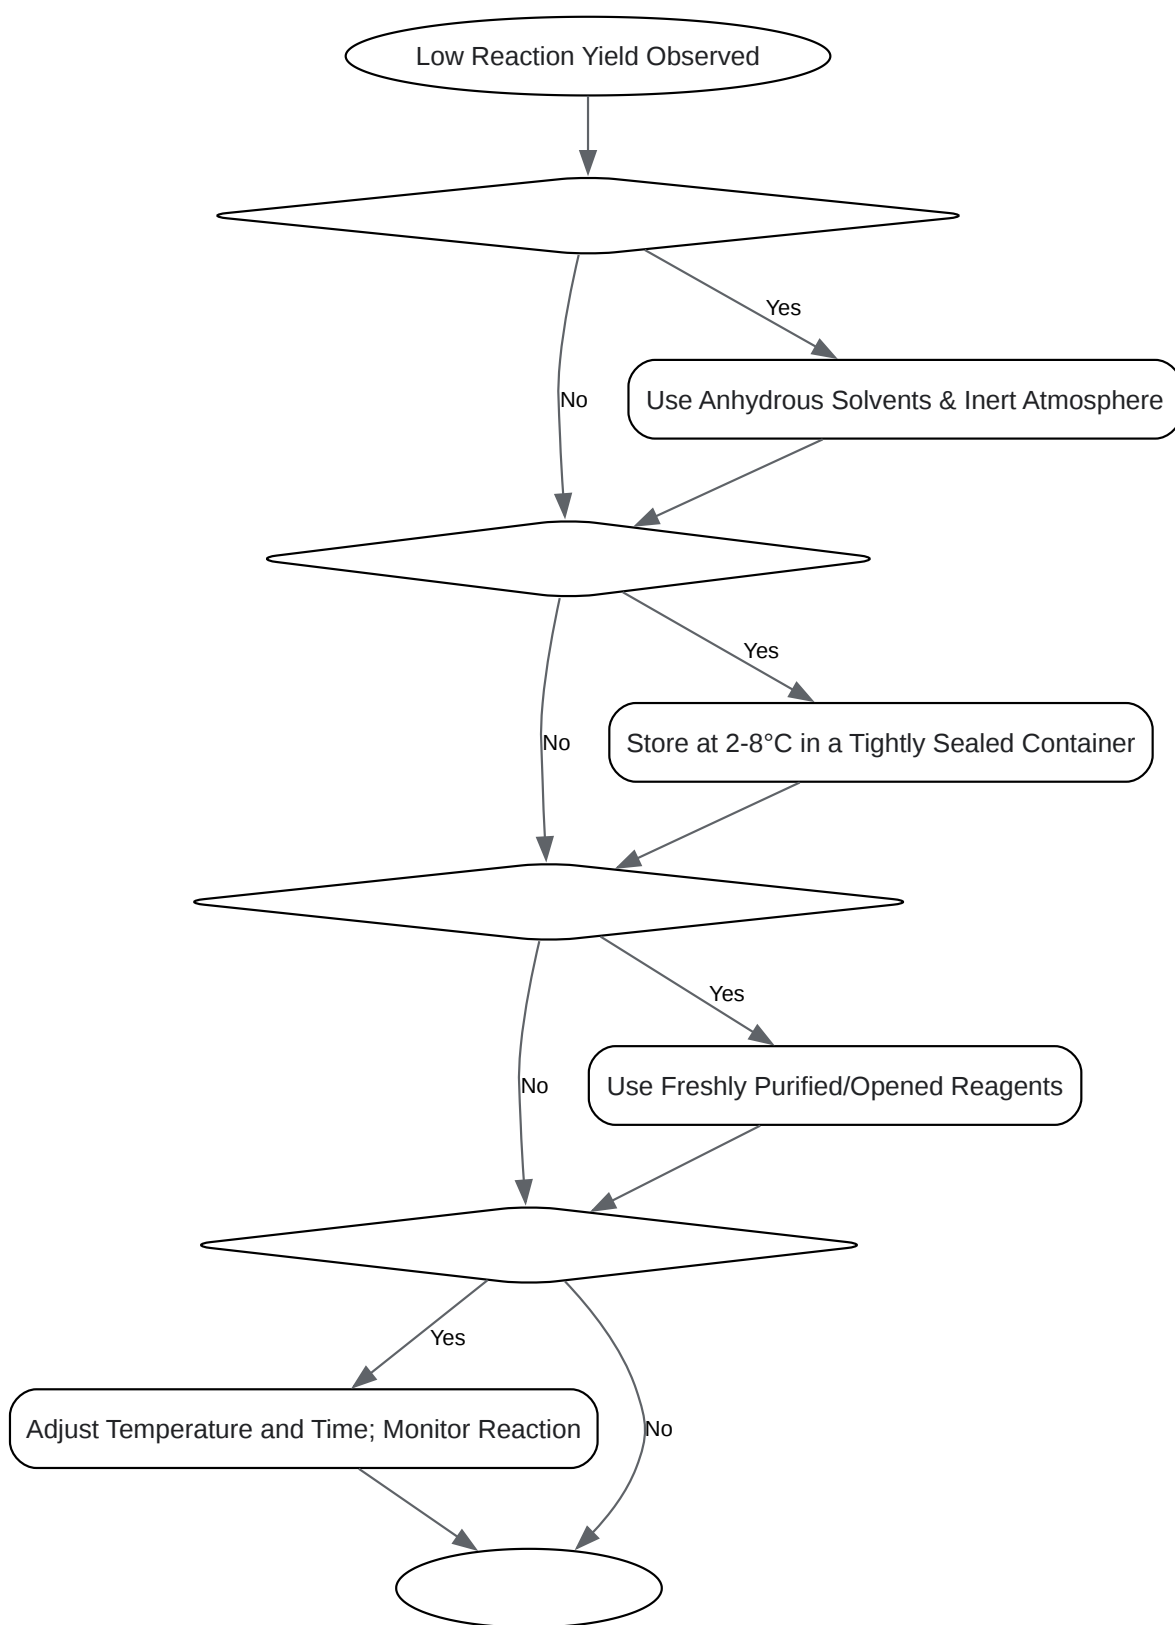 Low Reaction Yield Observed
Yes
No
Use Anhydrous Solvents & Inert Atmosphere
Yes
No
Store at 2-8°C in a Tightly Sealed Container
Yes
No
Use Freshly Purified/Opened Reagents
Yes
Adjust Temperature and Time; Monitor Reaction
No